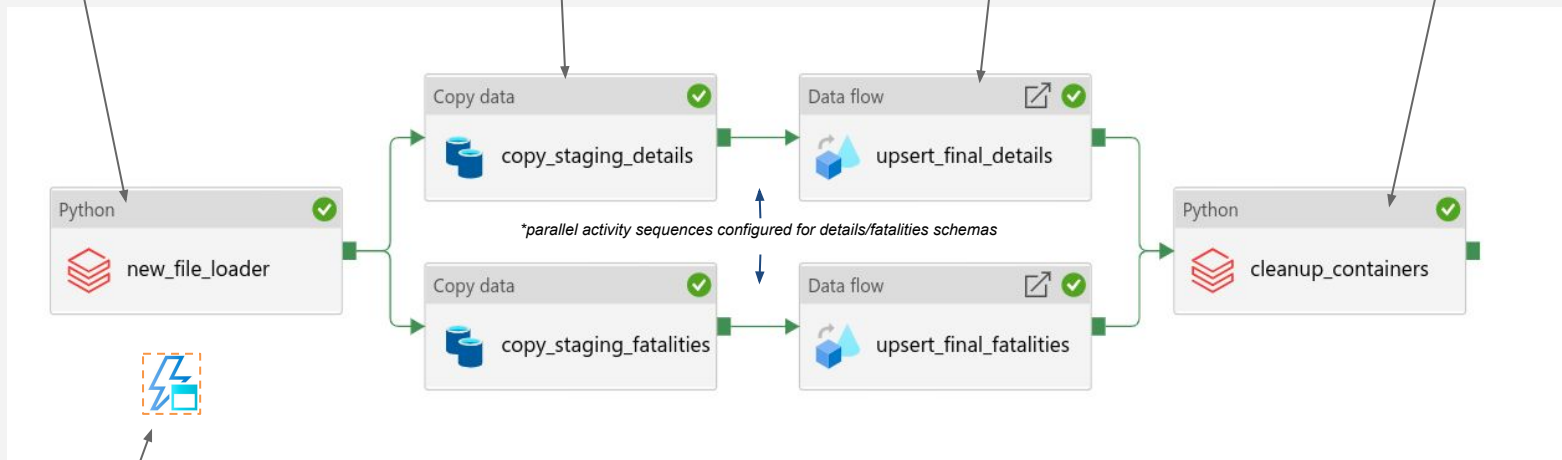 Copy data
copy_staging_details
Data flow
upsert_final_details
Python
new_file_loader
*parallel activity sequences configured for details/fatalities schemas
Python
cleanup_containers
Copy data
copy_staging_fatalities
Data flow
upsert_final_fatalities